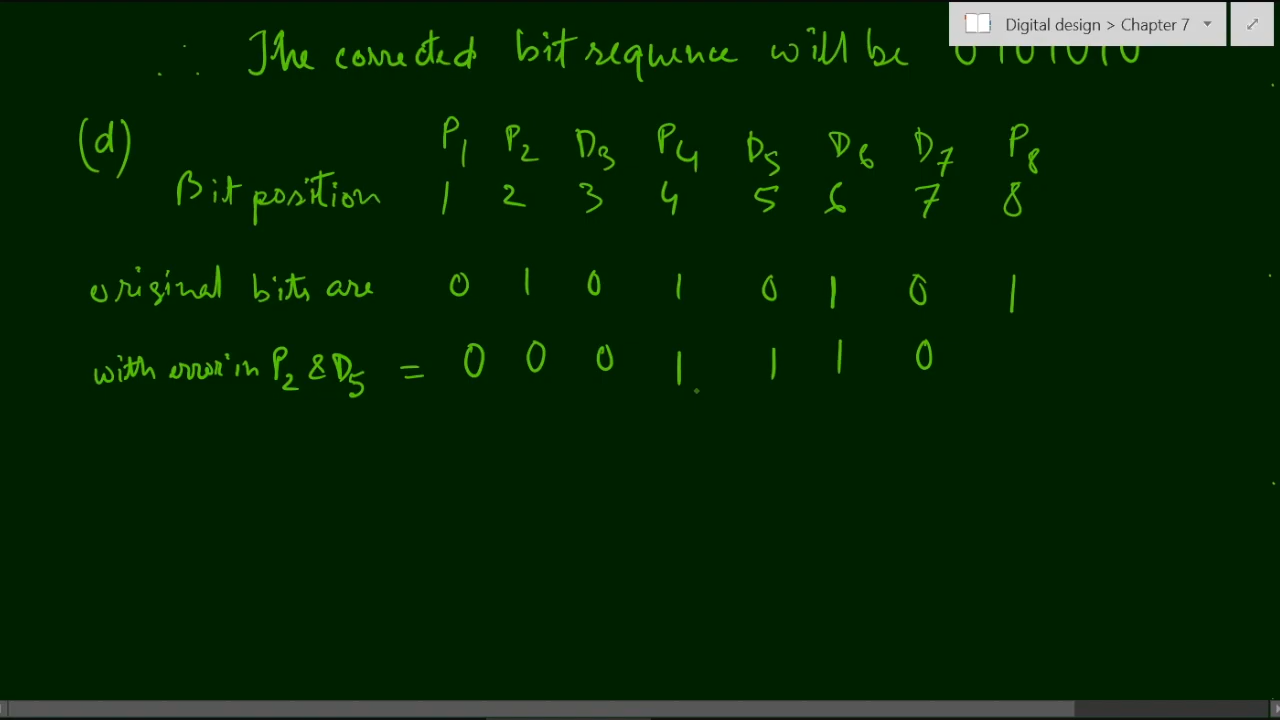 Digital design > Chapter 7
∴ The corrected bit sequence will be 0101010
(d) P1 P2 D3 P4 D5 D6 D7 P8
Bit position 1 2 3 4 5 6 7 8
original bits are 0 1 0 1 0 1 0 1
with error in P2 & D5 = 0 0 0 1 1 1 0